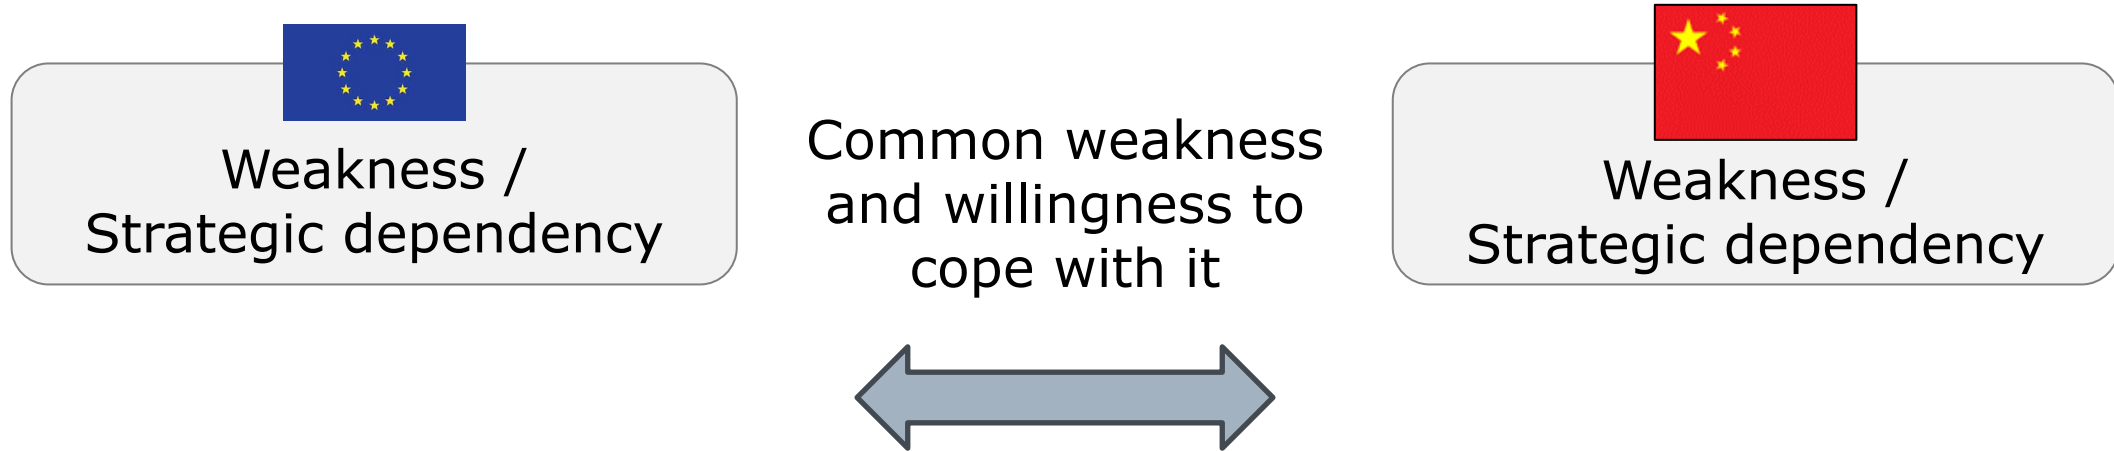 Weakness /
Strategic dependency
Common weakness
and willingness to
cope with it
Weakness /
Strategic dependency